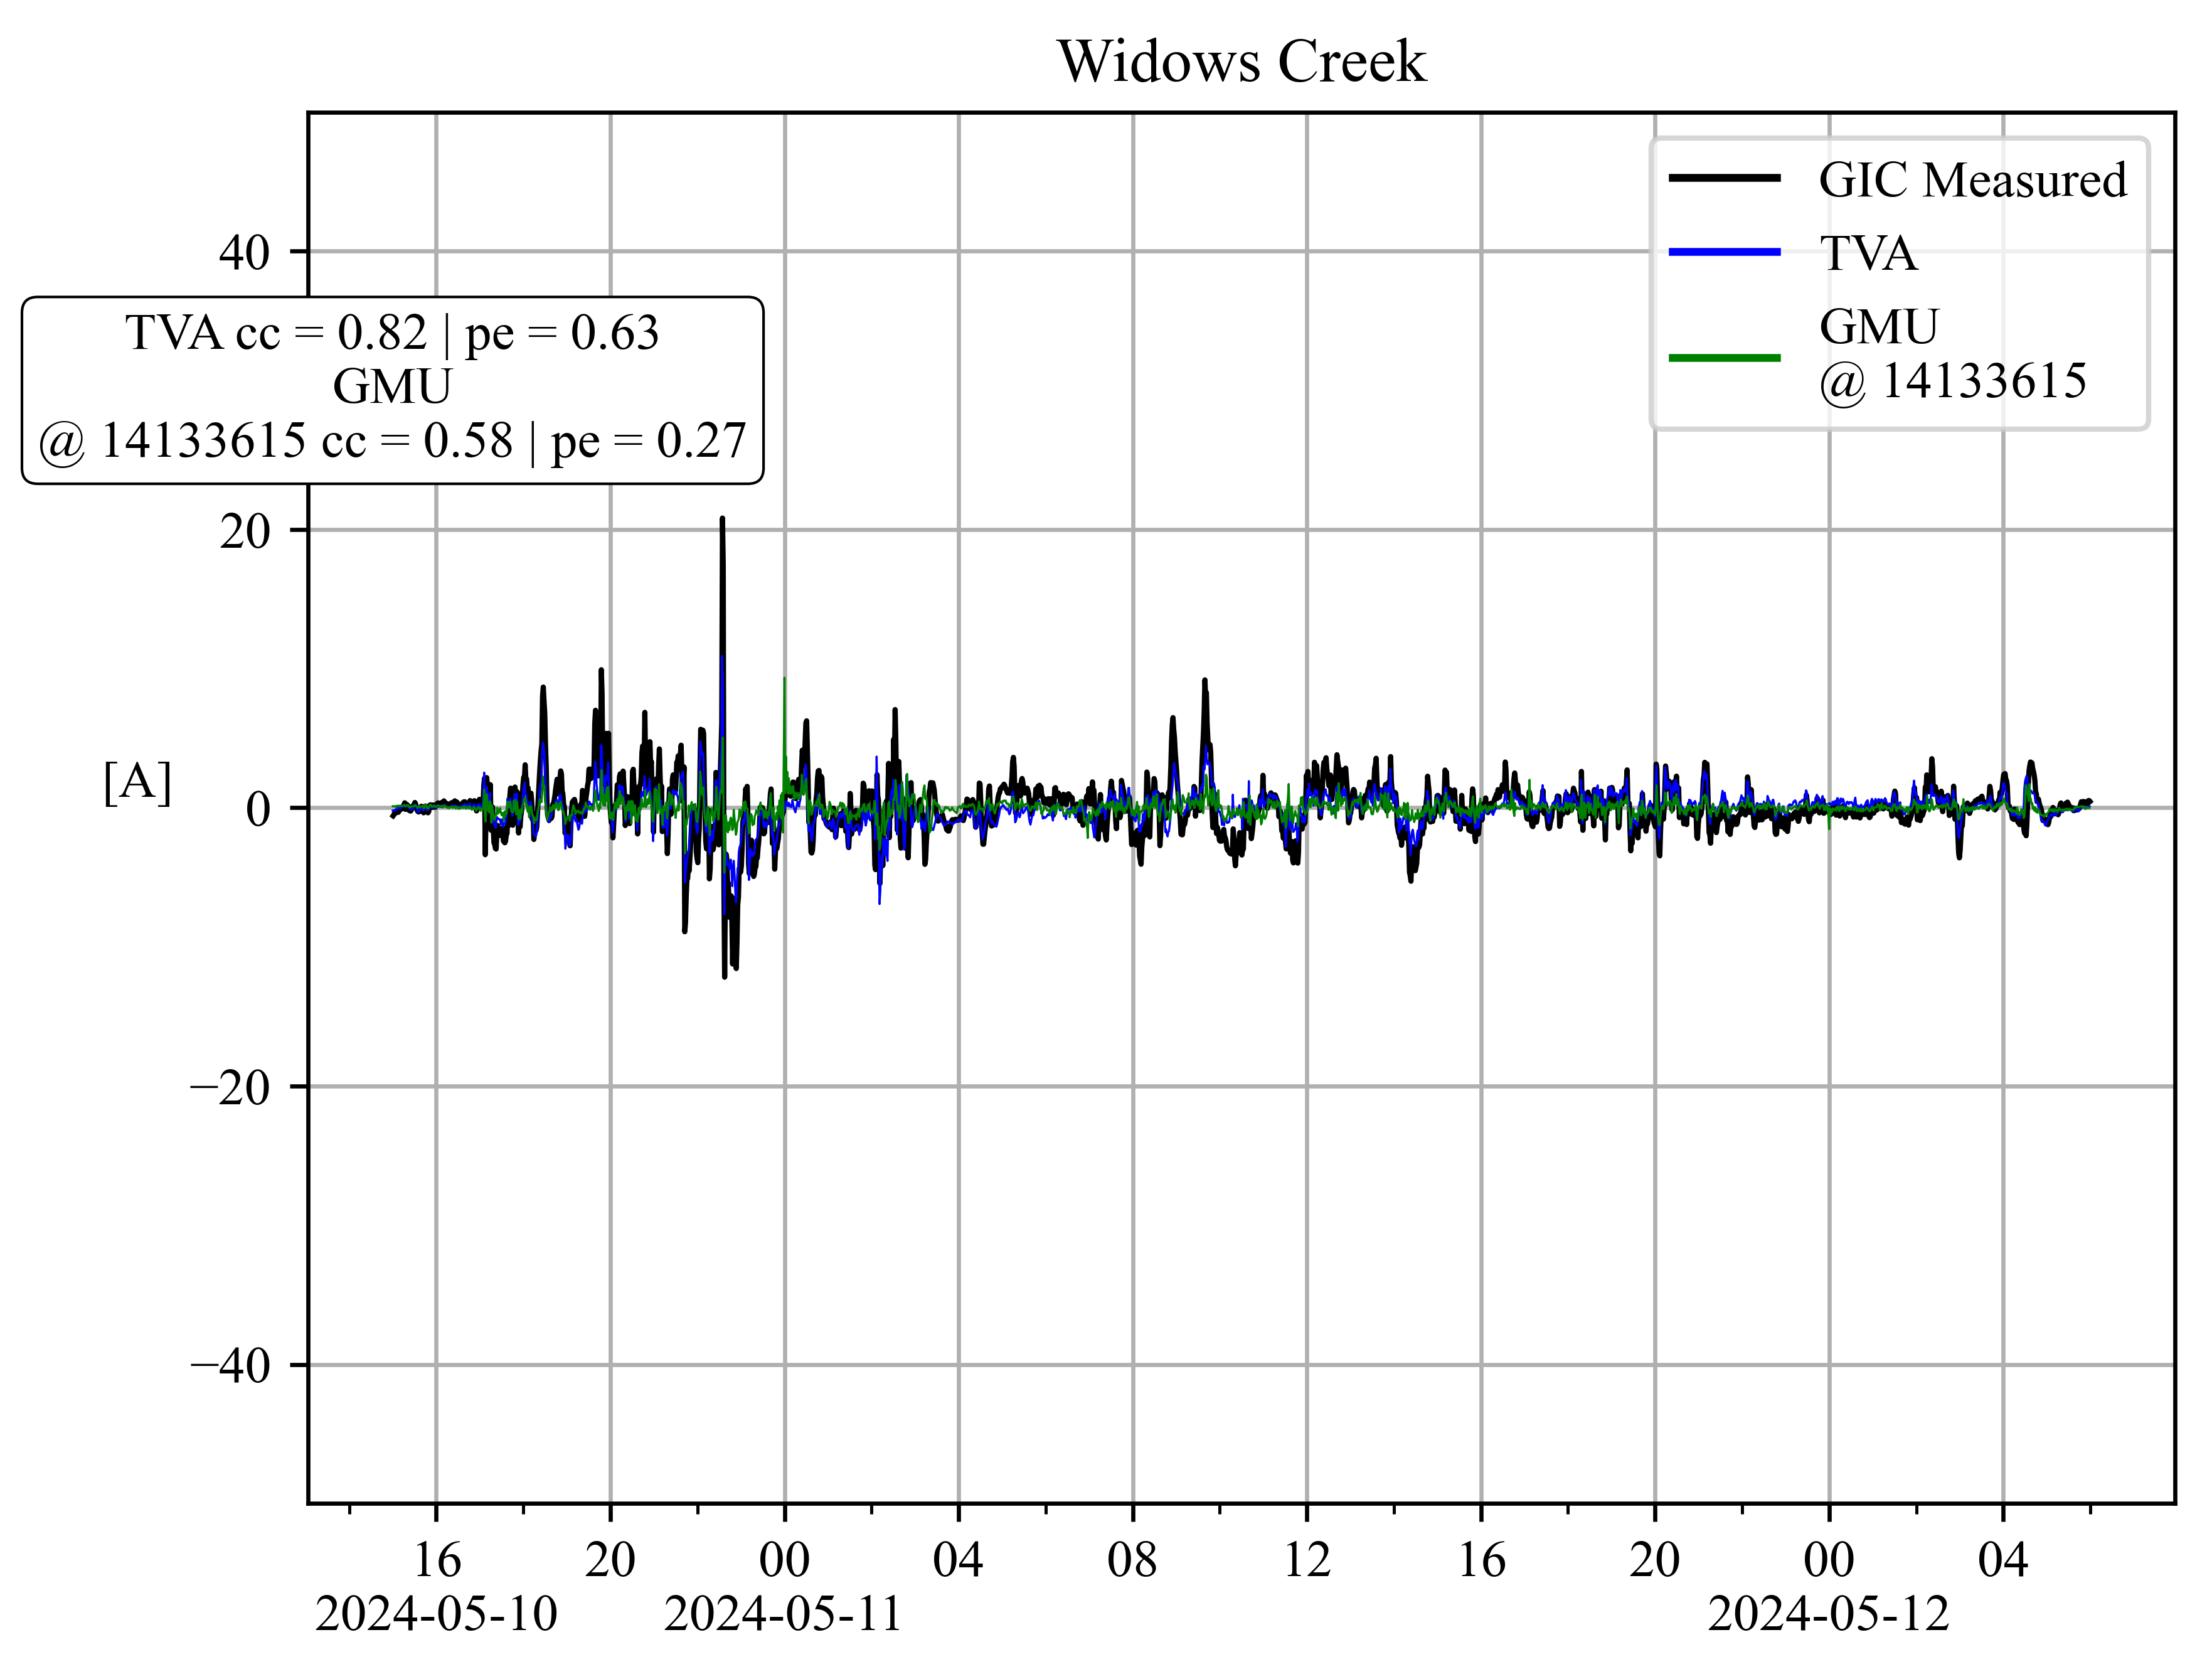 Widows Creek
GIC Measured
TVA
GMU
@ 14133615
TVA cc = 0.82 | pe = 0.63
GMU
@ 14133615 cc = 0.58 | pe = 0.27
40
20
0
−20
−40
[A]
16 20 00 04 08 12 16 20 00 04
2024-05-10 2024-05-11 2024-05-12